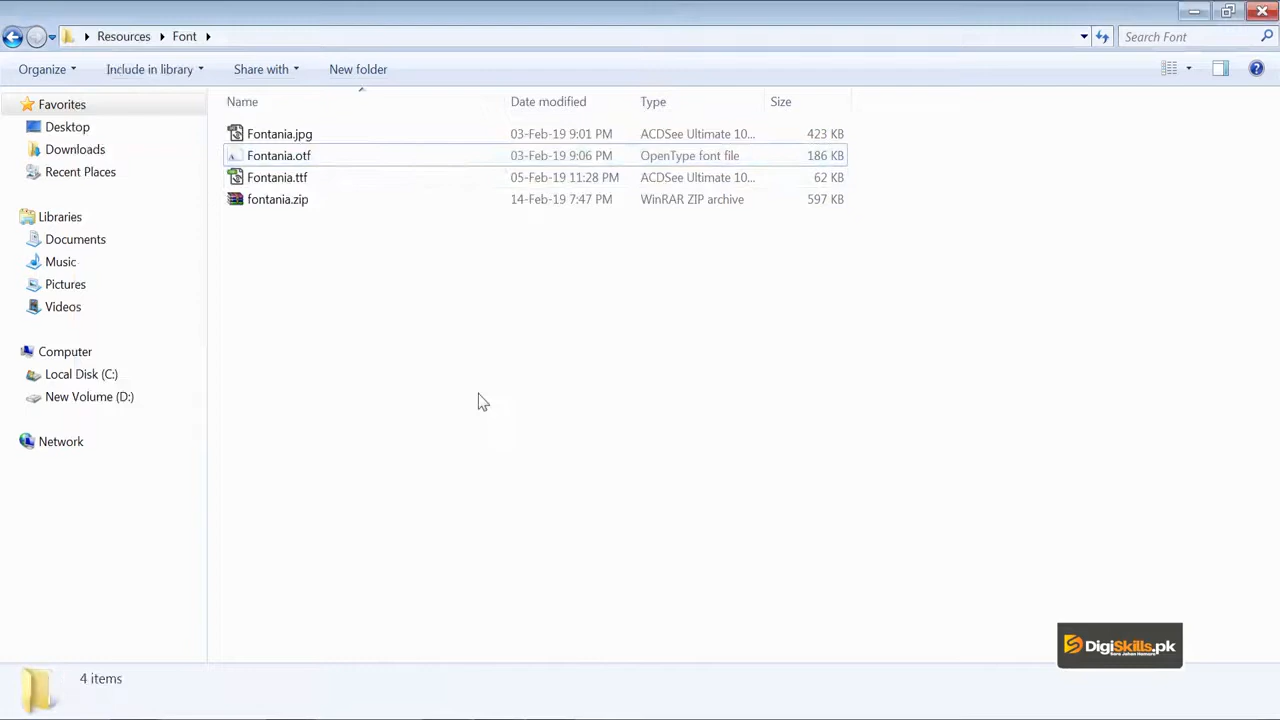 Resources Font
Search Font
Organize Include in library Share with New folder
Favorites
Desktop
Downloads
Recent Places
Libraries
Documents
Music
Pictures
Videos
Computer
Local Disk (C:)
New Volume (D:)
Network
Name Date modified Type Size
Fontania.jpg 03-Feb-19 9:01 PM ACDSee Ultimate 10... 423 KB
Fontania.otf 03-Feb-19 9:06 PM OpenType font file 186 KB
Fontania.ttf 05-Feb-19 11:28 PM ACDSee Ultimate 10... 62 KB
fontania.zip 14-Feb-19 7:47 PM WinRAR ZIP archive 597 KB
DigiSkills.pk
4 items